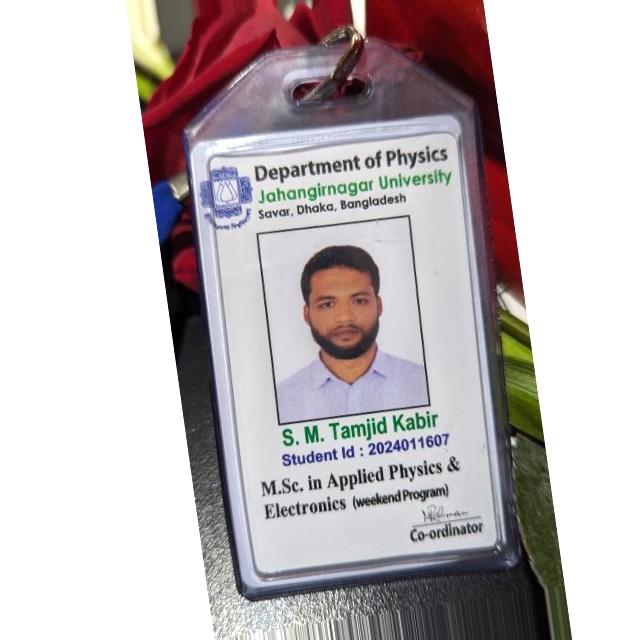 Department of Physics
Jahangirnagar University
Savar, Dhaka, Bangladesh
S. M. Tamjid Kabir
Student Id : 2024011607
M.Sc. in Applied Physics &
Electronics (weekend Program)
Co-ordinator